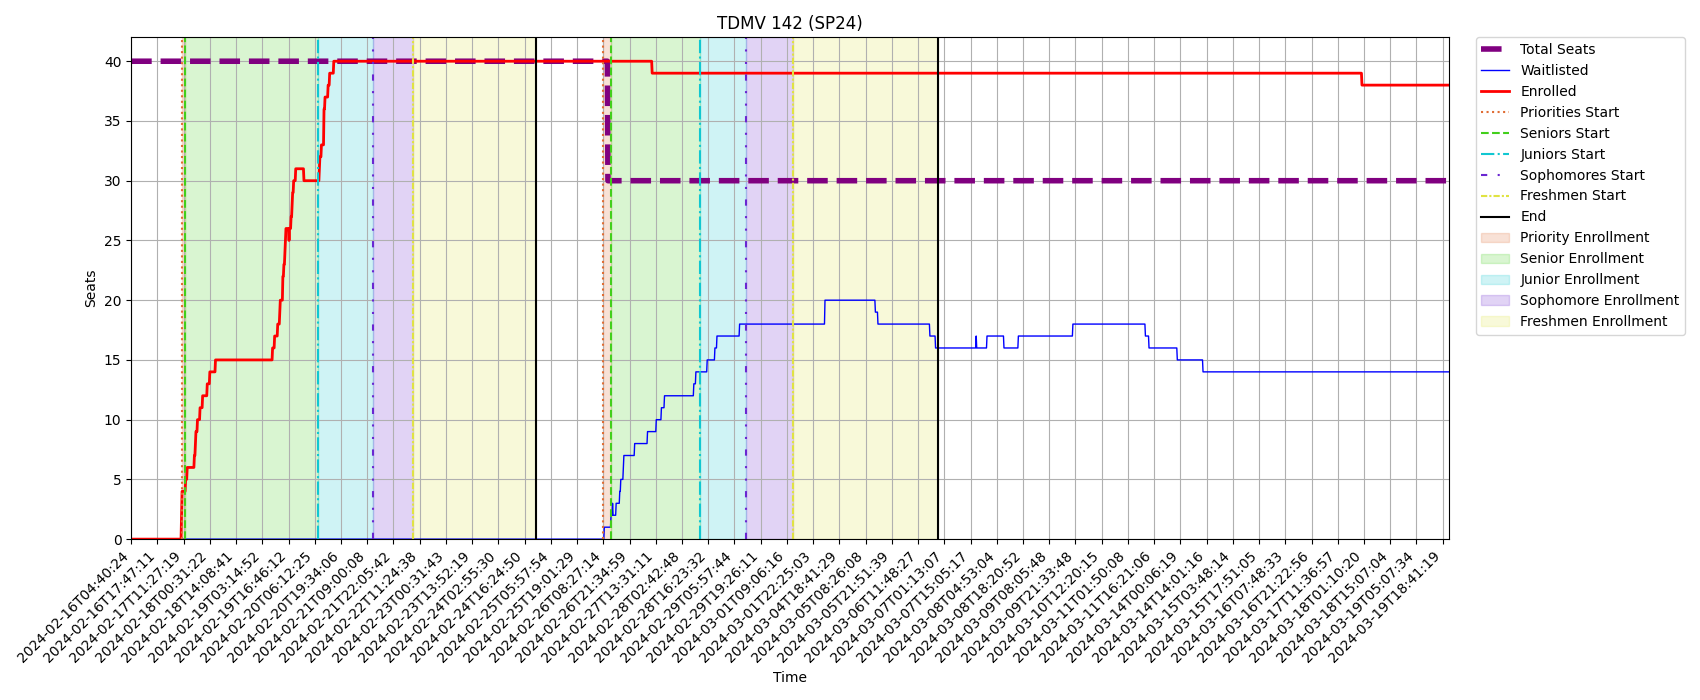 TDMV 142 (SP24)
Seats
40
35
30
25
20
15
10
5
0
2024-02-16T04:40:24
2024-02-16T17:47:11
2024-02-17T11:27:19
2024-02-18T00:31:22
2024-02-18T14:08:41
2024-02-19T03:14:52
2024-02-19T16:46:12
2024-02-20T06:12:25
2024-02-20T19:34:06
2024-02-21T09:00:08
2024-02-21T22:05:42
2024-02-22T11:24:38
2024-02-23T00:31:43
2024-02-23T13:52:19
2024-02-24T02:55:30
2024-02-24T16:24:50
2024-02-25T05:57:54
2024-02-25T19:01:29
2024-02-26T08:27:14
2024-02-26T21:34:59
2024-02-27T13:31:11
2024-02-28T02:42:48
2024-02-28T16:23:32
2024-02-29T05:57:44
2024-02-29T19:26:11
2024-03-01T09:06:16
2024-03-01T22:25:03
2024-03-04T18:41:29
2024-03-05T08:26:08
2024-03-05T21:51:39
2024-03-06T11:48:27
2024-03-07T01:13:07
2024-03-07T15:05:17
2024-03-08T04:53:04
2024-03-08T18:20:52
2024-03-09T08:05:48
2024-03-09T21:33:48
2024-03-10T12:20:15
2024-03-11T01:50:08
2024-03-11T16:21:06
2024-03-14T00:06:19
2024-03-14T14:01:16
2024-03-15T03:48:14
2024-03-15T17:51:05
2024-03-16T07:48:33
2024-03-16T21:22:56
2024-03-17T11:36:57
2024-03-18T01:10:20
2024-03-18T15:07:04
2024-03-19T05:07:34
2024-03-19T18:41:19
Time
Total Seats
Waitlisted
Enrolled
Priorities Start
Seniors Start
Juniors Start
Sophomores Start
Freshmen Start
End
Priority Enrollment
Senior Enrollment
Junior Enrollment
Sophomore Enrollment
Freshmen Enrollment